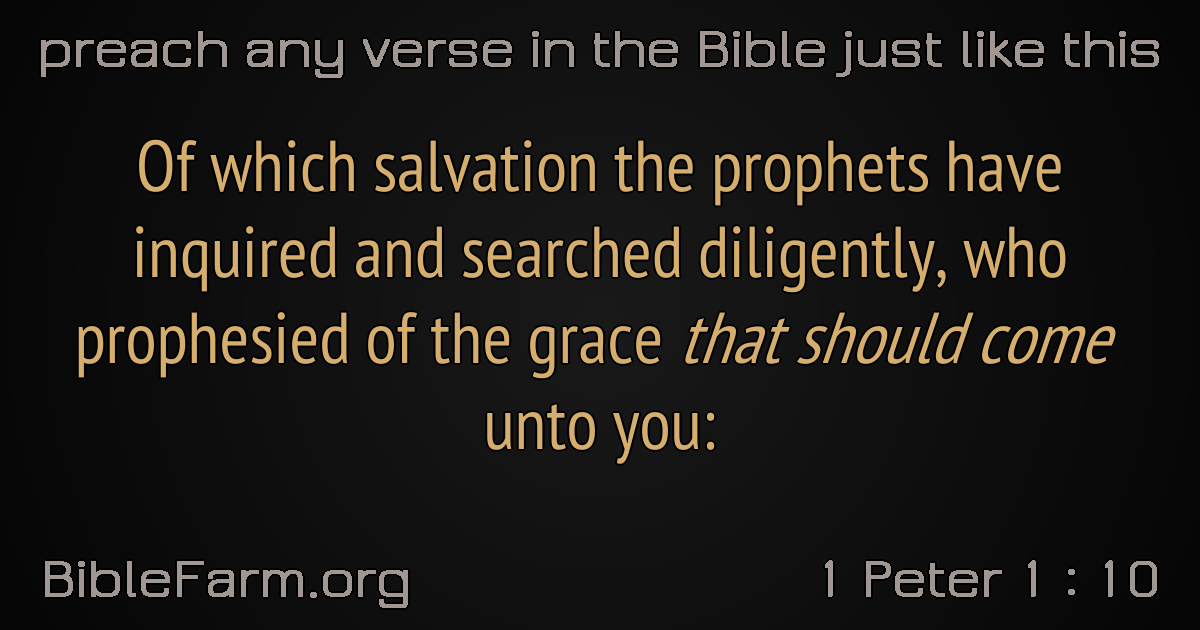 preach any verse in the Bible just like this
Of which salvation the prophets have
inquired and searched diligently, who
prophesied of the grace that should come
unto you:
BibleFarm.org
1 Peter 1 : 10